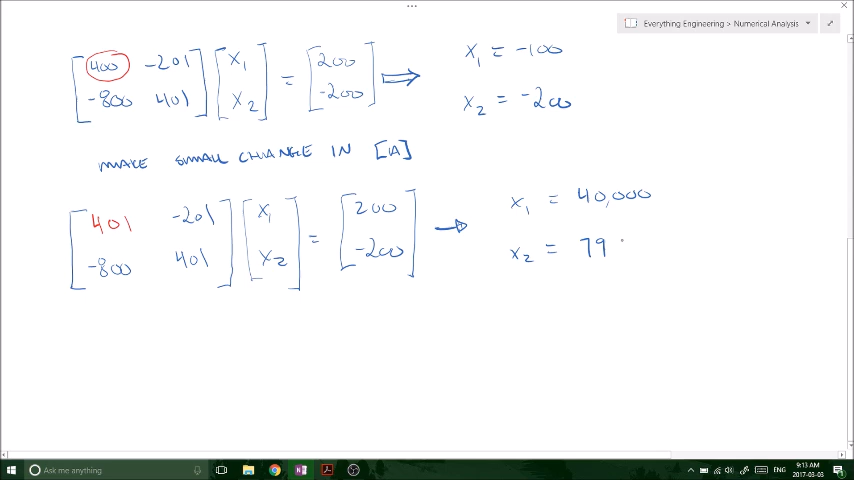 Everything Engineering > Numerical Analysis
400 -201 x₁ = 200 ⇒ x₁ = -100
-800 401 x₂ -200 x₂ = -200
MAKE SMALL CHANGE IN [A]
401 -201 x₁ = 200 → x₁ = 40,000
-800 401 x₂ -200 x₂ = 79
Ask me anything
ENG
9:13 AM
2017-03-03